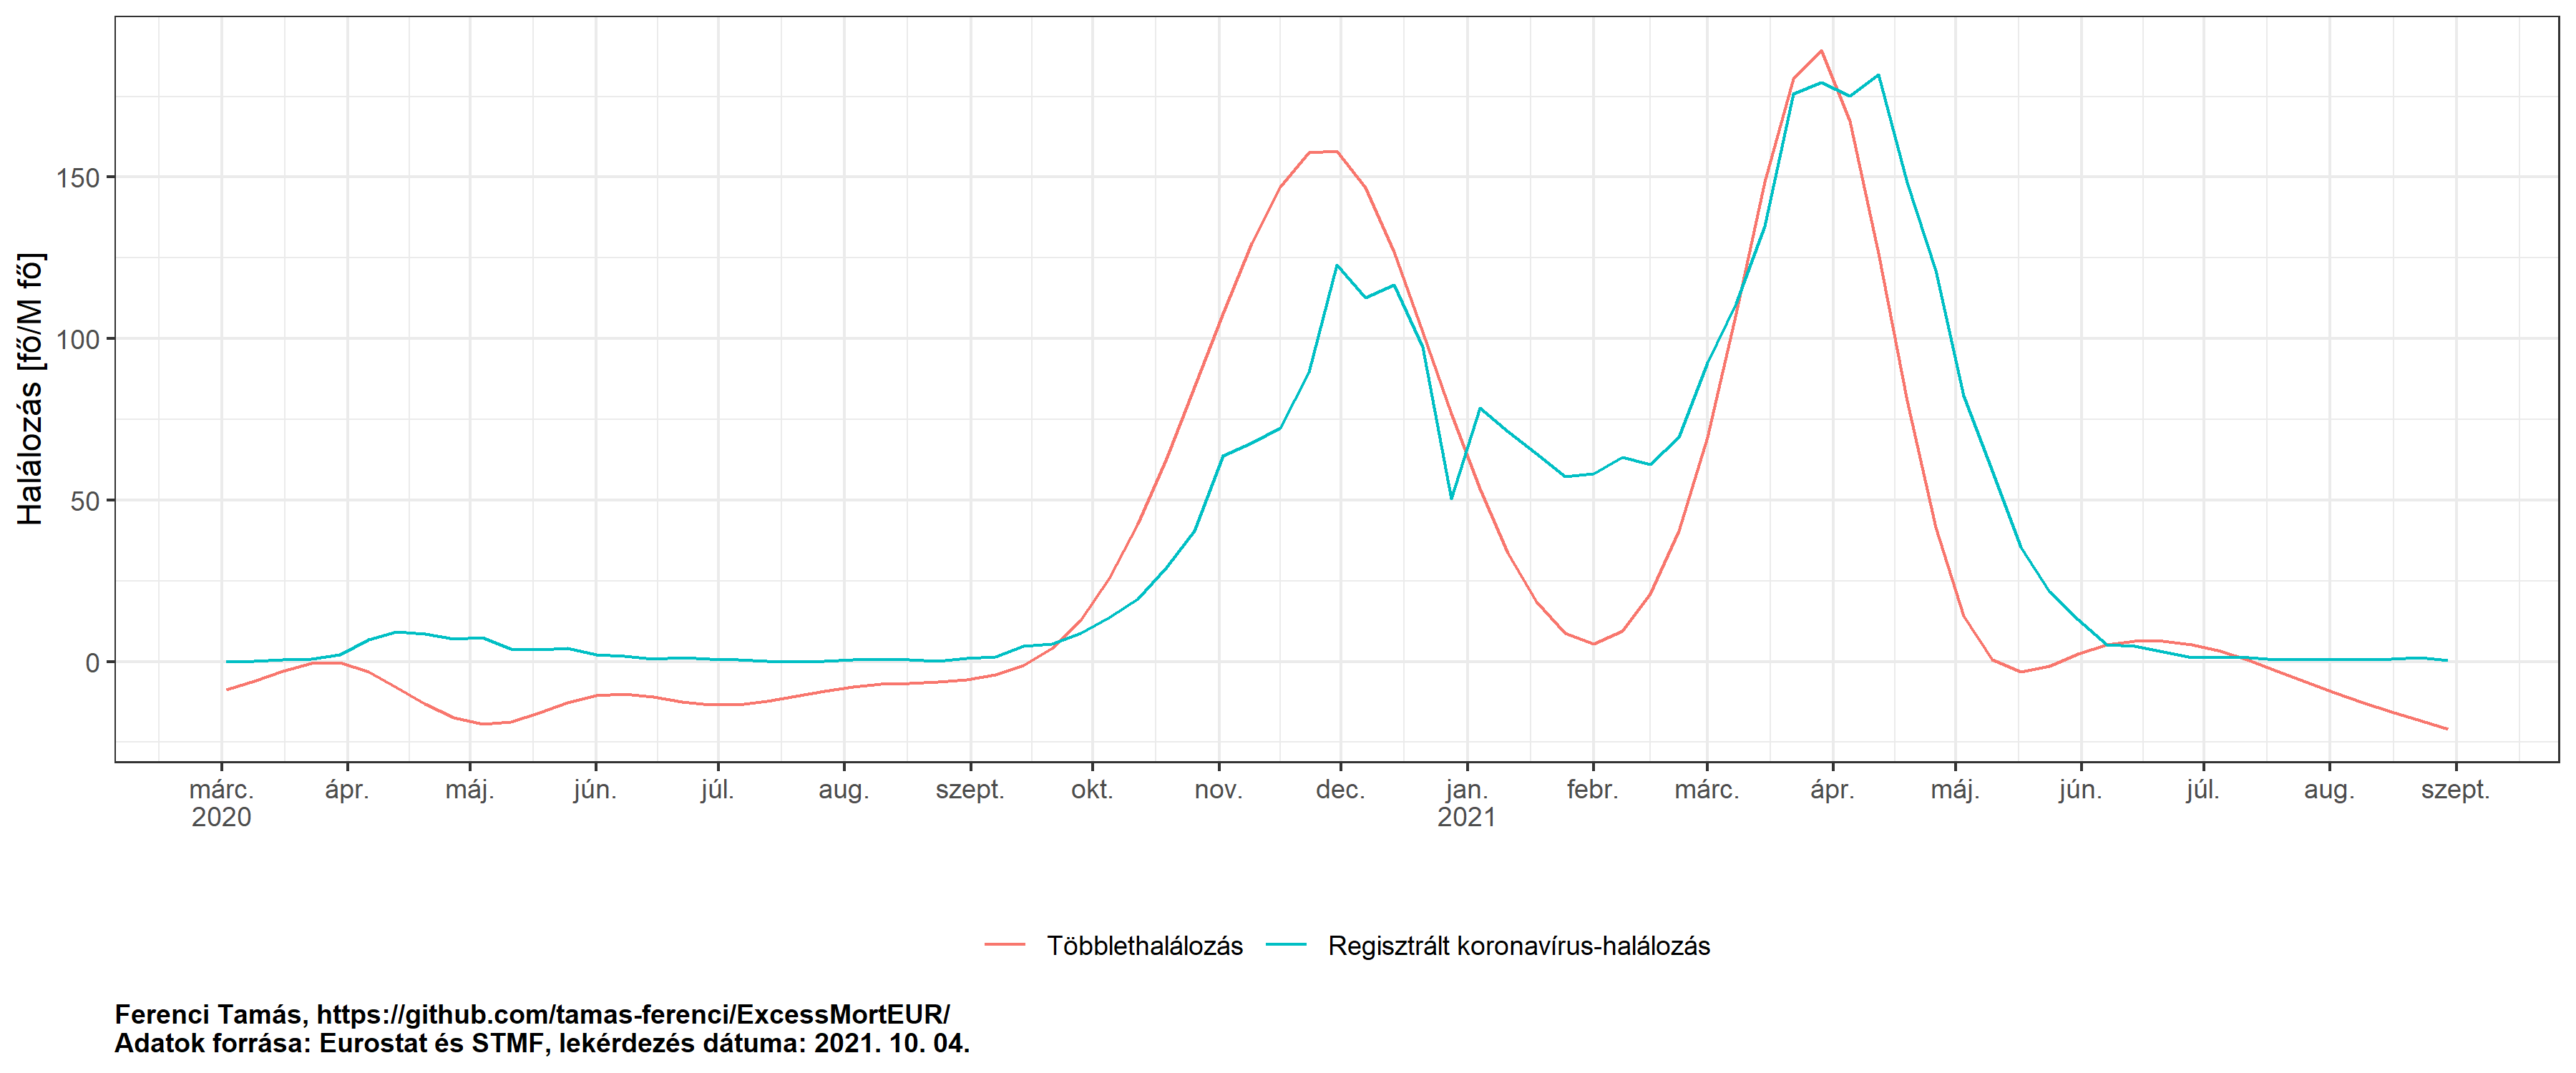 Halálozás [fő/M fő]
150
100
50
0
márc. ápr. máj. jún. júl. aug. szept. okt. nov. dec. jan. febr. márc. ápr. máj. jún. júl. aug. szept.
2020 2021
Többlethalálozás Regisztrált koronavírus-halálozás
Ferenci Tamás, https://github.com/tamas-ferenci/ExcessMortEUR/
Adatok forrása: Eurostat és STMF, lekérdezés dátuma: 2021. 10. 04.